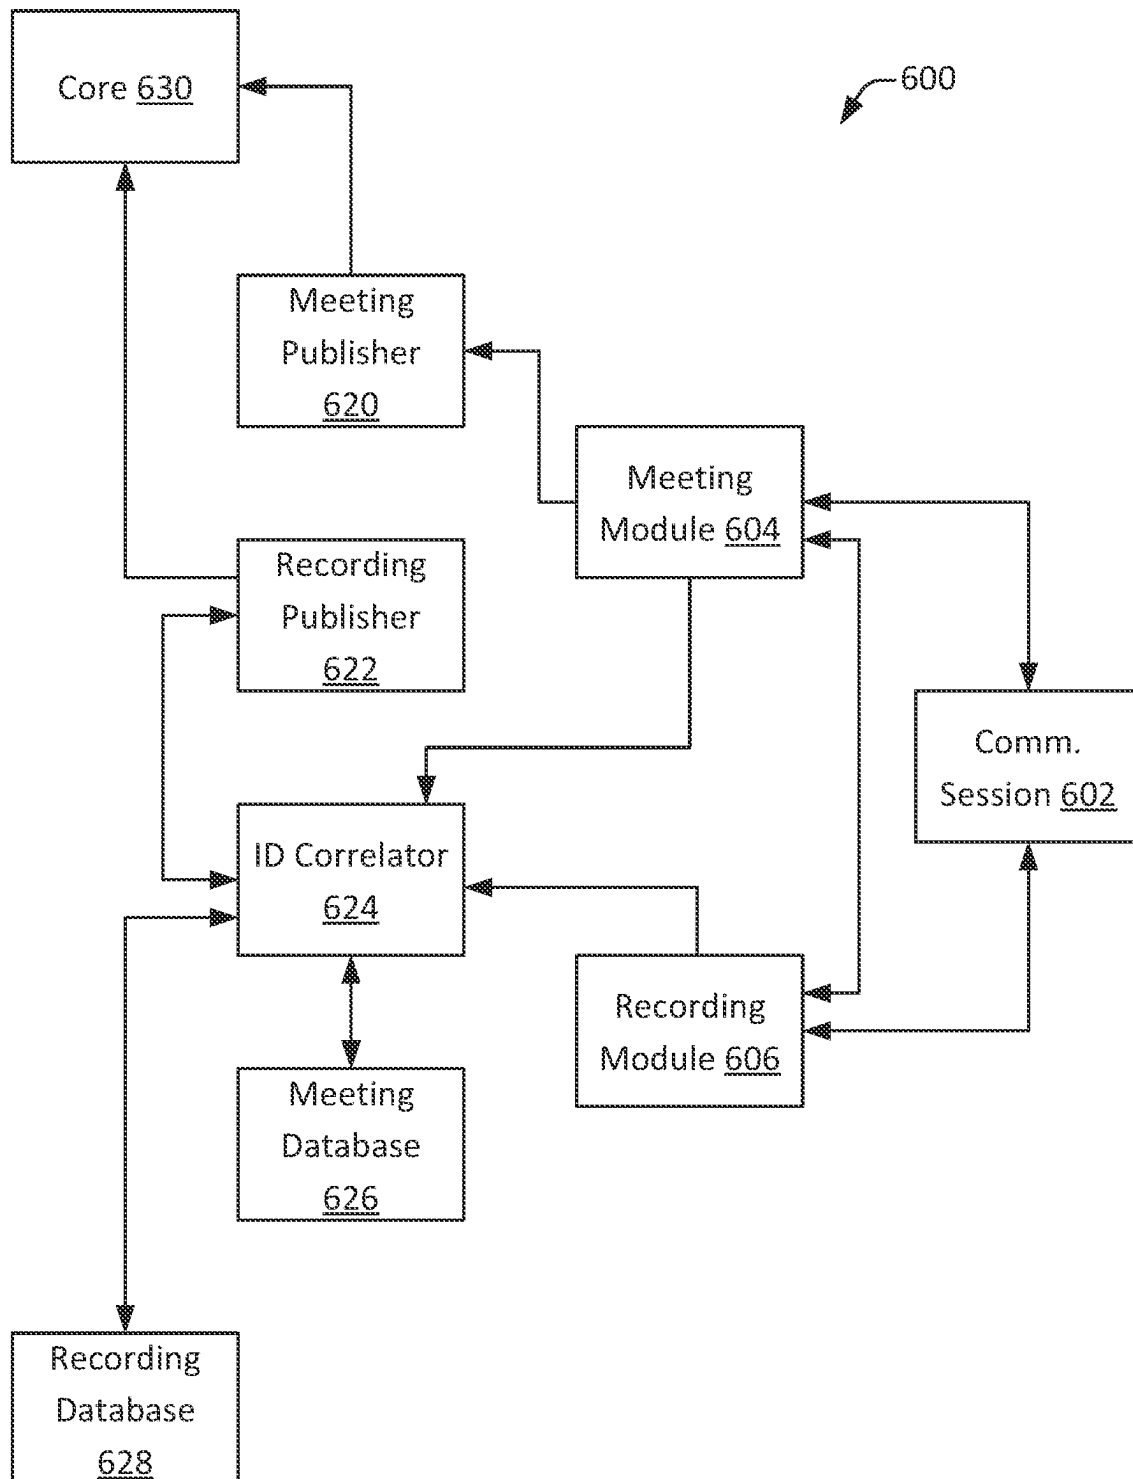 Core 630
600
Meeting
Publisher
620
Meeting
Module 604
Recording
Publisher
622
Comm.
Session 602
ID Correlator
624
Recording
Module 606
Meeting
Database
626
Recording
Database
628